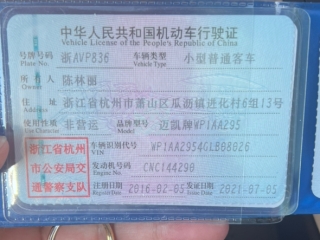 中华人民共和国机动车行驶证
Vehicle License of the People's Republic of China
号牌号码 浙AVP836 车辆类型 小型普通客车
Plate No. Vehicle Type
所有人 陈林丽
Owner
住址 浙江省杭州市萧山区瓜沥镇进化村6组13号
Address
使用性质 非营运 品牌型号 迈凯牌WP1AA295
Use Character Model
浙江省杭州
市公安局交
通警察支队
车辆识别代号 WP1AA2954GLB08026
VIN
发动机号码 CNC144290
Engine No.
注册日期 2016-02-05 发证日期 2021-07-05
Register Date Issue Date